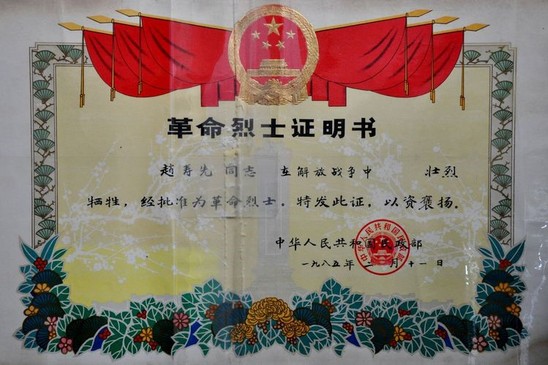 革命烈士证明书
趙寿先 同志 在解放战争中 壮烈
牺牲，经批准为革命烈士，特发此证，以资褒扬。
中华人民共和国民政部
一九八五年 月十一日